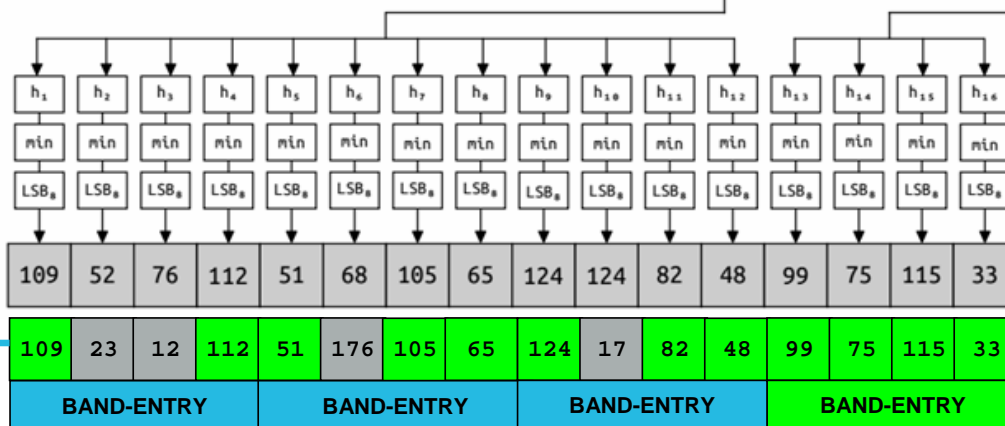 h₁ h₂ h₃ h₄ h₅ h₆ h₇ h₈ h₉ h₁₀ h₁₁ h₁₂ h₁₃ h₁₄ h₁₅ h₁₆
min min min min min min min min min min min min min min min min
LSB₈ LSB₈ LSB₈ LSB₈ LSB₈ LSB₈ LSB₈ LSB₈ LSB₈ LSB₈ LSB₈ LSB₈ LSB₈ LSB₈ LSB₈ LSB₈
109 52 76 112 51 68 105 65 124 124 82 48 99 75 115 33
109 23 12 112 51 176 105 65 124 17 82 48 99 75 115 33
BAND-ENTRY BAND-ENTRY BAND-ENTRY BAND-ENTRY